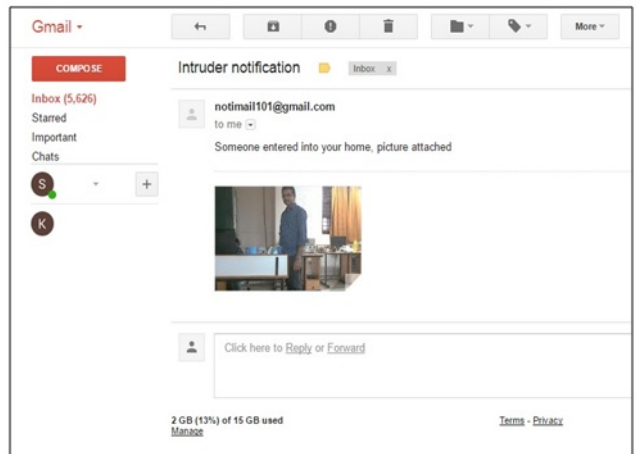 Gmail
More
COMPOSE
Intruder notification
Inbox x
Inbox (5,626)
Starred
Important
Chats
S
K
notimail101@gmail.com
to me
Someone entered into your home, picture attached
Click here to Reply or Forward
2 GB (13%) of 15 GB used
Manage
Terms - Privacy